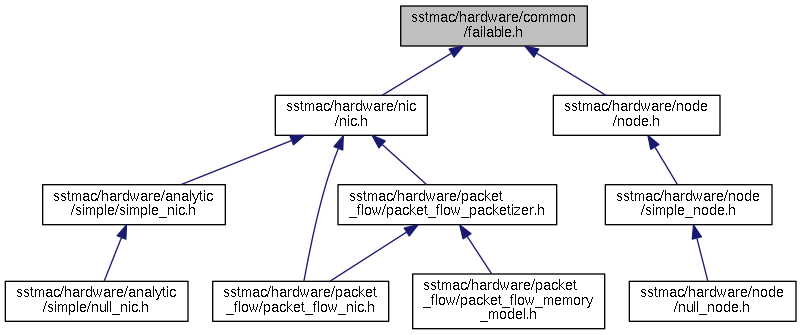 sstmac/hardware/common
/failable.h
sstmac/hardware/nic
/nic.h
sstmac/hardware/node
/node.h
sstmac/hardware/analytic
/simple/simple_nic.h
sstmac/hardware/packet
_flow/packet_flow_packetizer.h
sstmac/hardware/node
/simple_node.h
sstmac/hardware/analytic
/simple/null_nic.h
sstmac/hardware/packet
_flow/packet_flow_nic.h
sstmac/hardware/packet
_flow/packet_flow_memory
_model.h
sstmac/hardware/node
/null_node.h